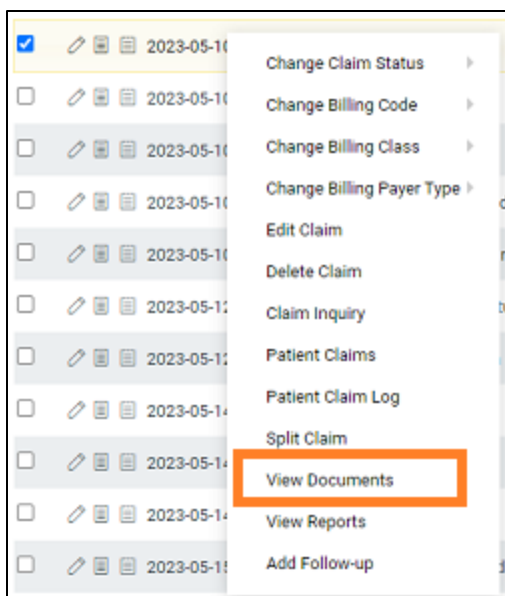 2023-05-10
Change Claim Status
2023-05-10
Change Billing Code
2023-05-10
Change Billing Class
2023-05-10
Change Billing Payer Type
Edit Claim
2023-05-10
Delete Claim
2023-05-12
Claim Inquiry
2023-05-12
Patient Claims
2023-05-14
Patient Claim Log
Split Claim
2023-05-14
View Documents
2023-05-14
View Reports
2023-05-15
Add Follow-up